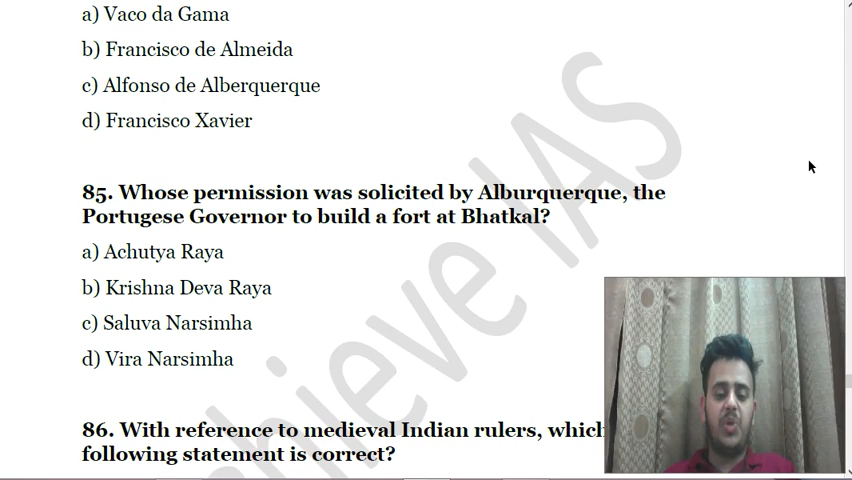 a) Vaco da Gama
b) Francisco de Almeida
c) Alfonso de Alberquerque
d) Francisco Xavier
85. Whose permission was solicited by Alburquerque, the
Portugese Governor to build a fort at Bhatkal?
a) Achutya Raya
b) Krishna Deva Raya
c) Saluva Narsimha
d) Vira Narsimha
86. With reference to medieval Indian rulers, which
following statement is correct?
Achieve IAS